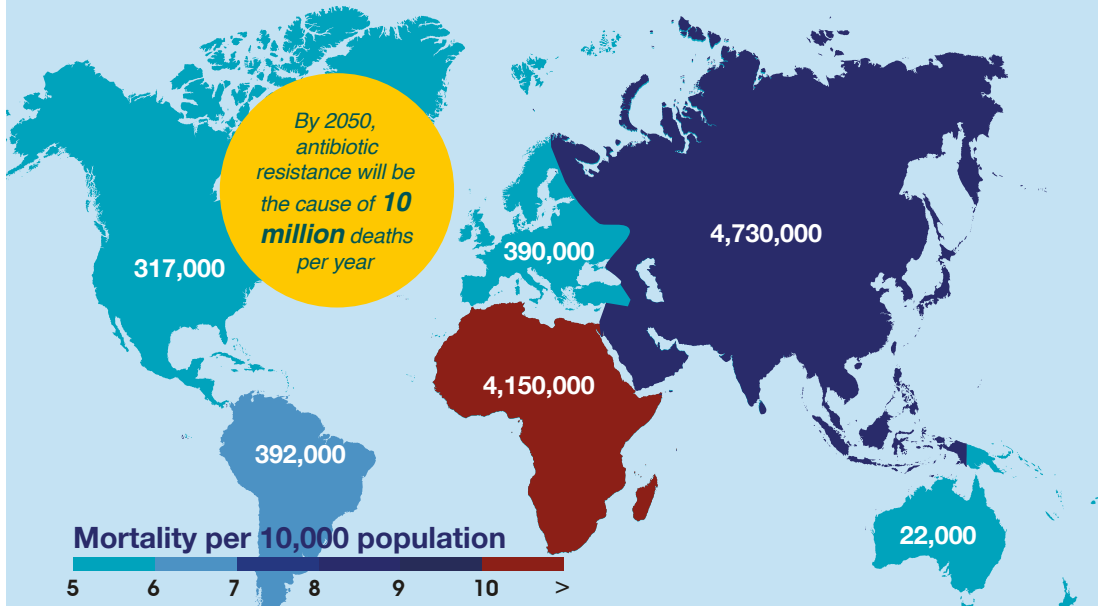 By 2050,
antibiotic
resistance will be
the cause of 10
million deaths
per year
317,000
390,000
4,730,000
4,150,000
392,000
22,000
Mortality per 10,000 population
5 6 7 8 9 10 >